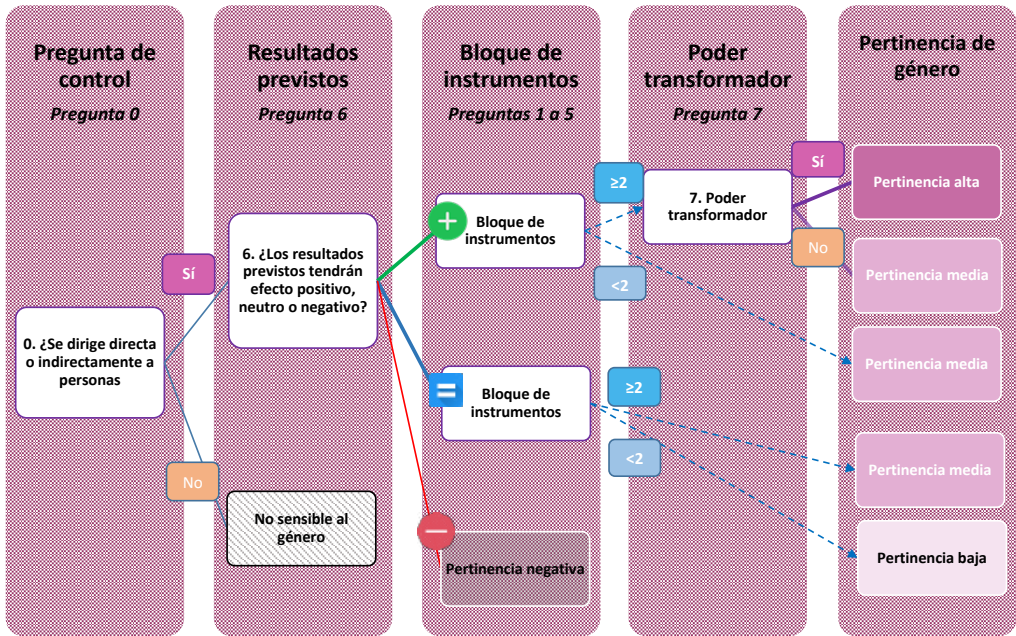 Pregunta de
control
Pregunta 0
Resultados
previstos
Pregunta 6
Bloque de
instrumentos
Preguntas 1 a 5
Poder
transformador
Pregunta 7
Pertinencia de
género
0. ¿Se dirige directa
o indirectamente a
personas
Sí
No
6. ¿Los resultados
previstos tendrán
efecto positivo,
neutro o negativo?
No sensible al
género
Bloque de
instrumentos
≥2
<2
Bloque de
instrumentos
≥2
<2
Pertinencia negativa
7. Poder
transformador
Sí
No
Pertinencia alta
Pertinencia media
Pertinencia media
Pertinencia media
Pertinencia baja